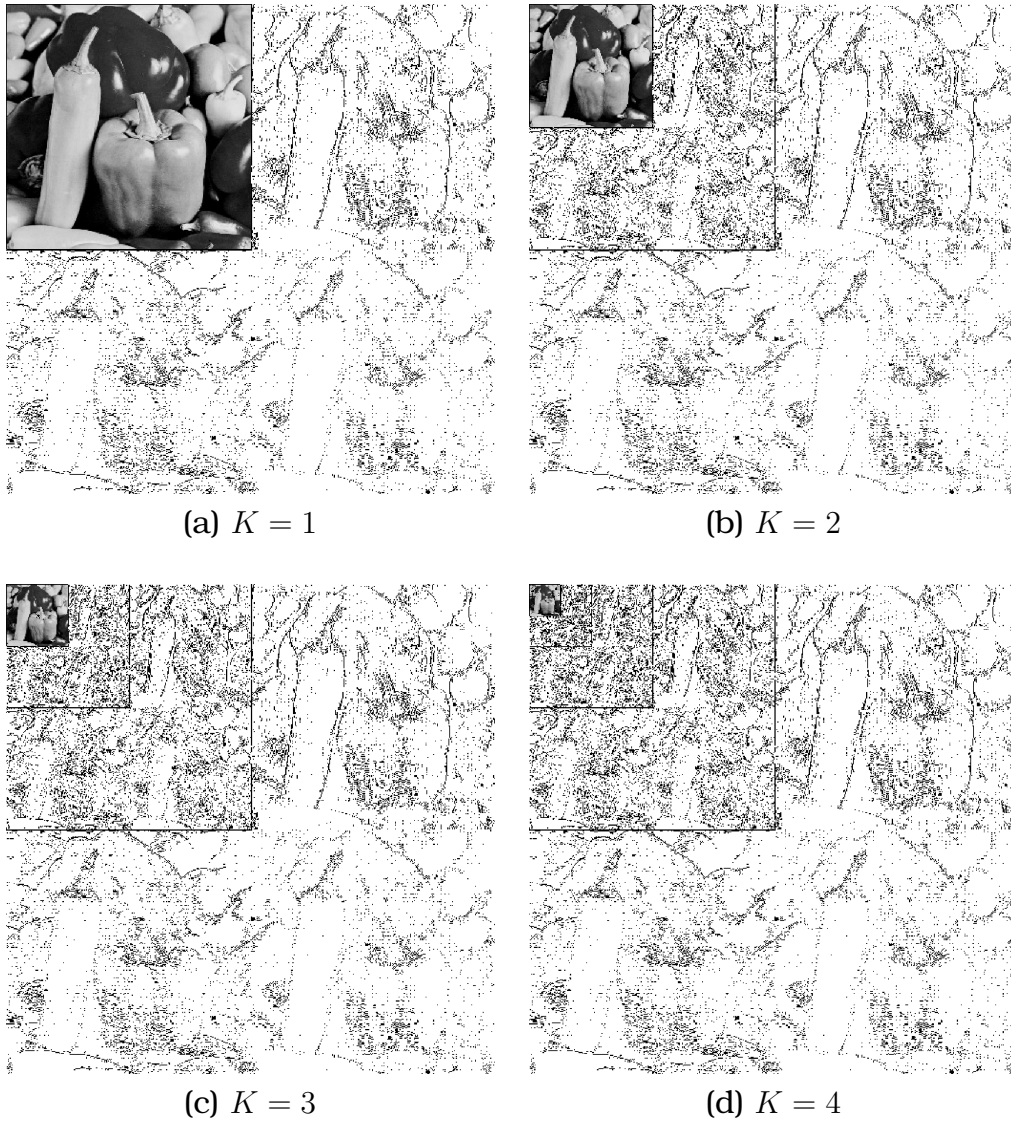 (a) K = 1
(b) K = 2
(c) K = 3
(d) K = 4